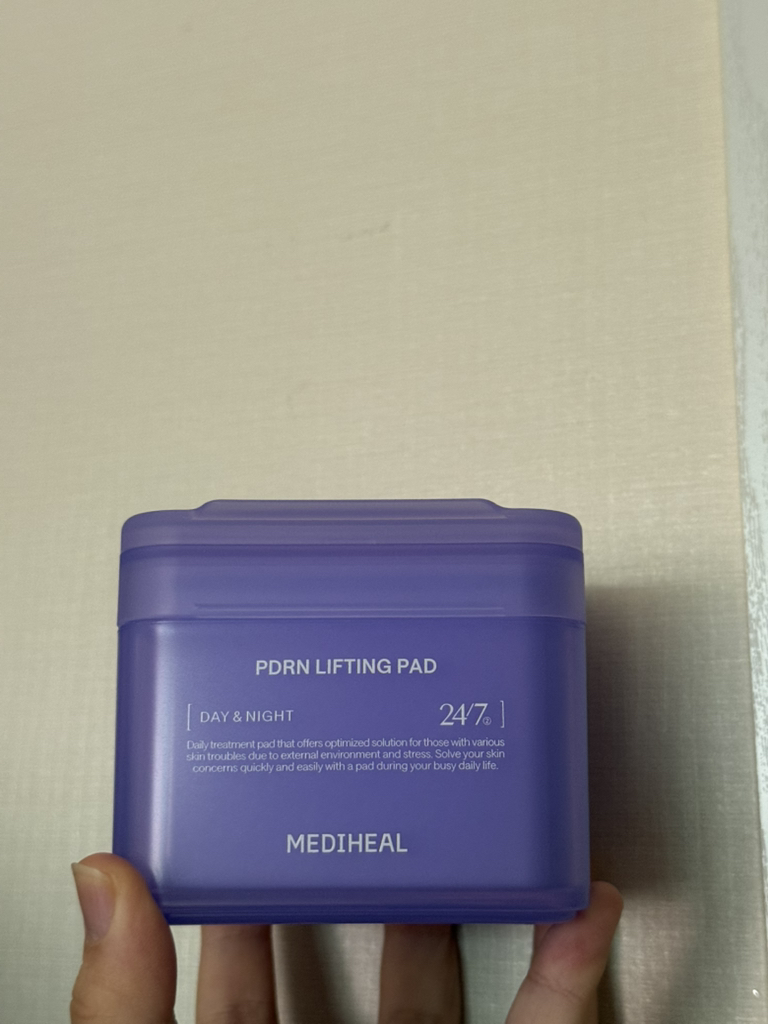 PDRN LIFTING PAD
[ DAY & NIGHT 24/7 ]
Daily treatment pad that offers optimized solution for those with various
skin troubles due to external environment and stress. Solve your skin
concerns quickly and easily with a pad during your busy daily life.
MEDIHEAL